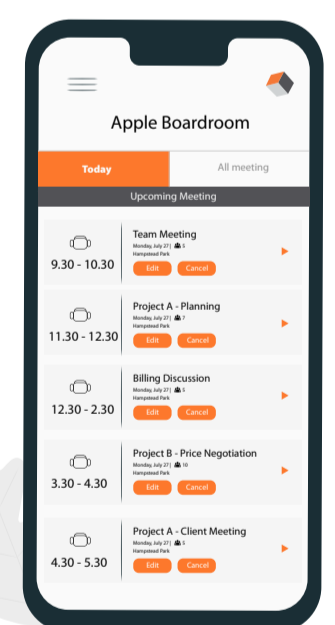 Apple Boardroom
Today
All meeting
Upcoming Meeting
Team Meeting
Monday, July 27 | 5
Hampstead Park
9.30 - 10.30
Edit
Cancel
Project A - Planning
Monday, July 27 | 7
Hampstead Park
11.30 - 12.30
Edit
Cancel
Billing Discussion
Monday, July 27 | 5
Hampstead Park
12.30 - 2.30
Edit
Cancel
Project B - Price Negotiation
Monday, July 27 | 10
Hampstead Park
3.30 - 4.30
Edit
Cancel
Project A - Client Meeting
Monday, July 27 | 5
Hampstead Park
4.30 - 5.30
Edit
Cancel